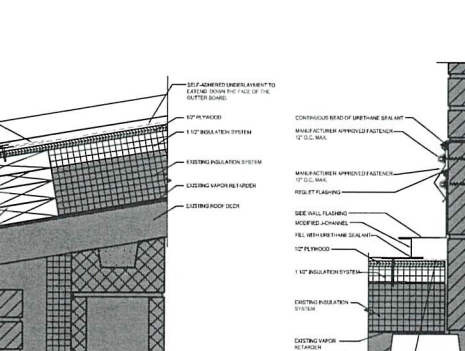 SELF-ADHERED UNDERLAYMENT TO
EXTEND DOWN THE FACE OF THE
GUTTER BOARD.
1/2" PLYWOOD
1 1/2" INSULATION SYSTEM
EXISTING INSULATION SYSTEM
EXISTING VAPOR RETARDER
EXISTING ROOF DECK
CONTINUOUS BEAD OF URETHANE SEALANT
MANUFACTURER APPROVED FASTENER
12" O.C. MAX.
MANUFACTURER APPROVED FASTENER
12" O.C. MAX.
REGLET FLASHING
SIDE WALL FLASHING
MODIFIED J-CHANNEL
FILL WITH URETHANE SEALANT
1/2" PLYWOOD
1 1/2" INSULATION SYSTEM
EXISTING INSULATION
SYSTEM
EXISTING VAPOR
RETARDER